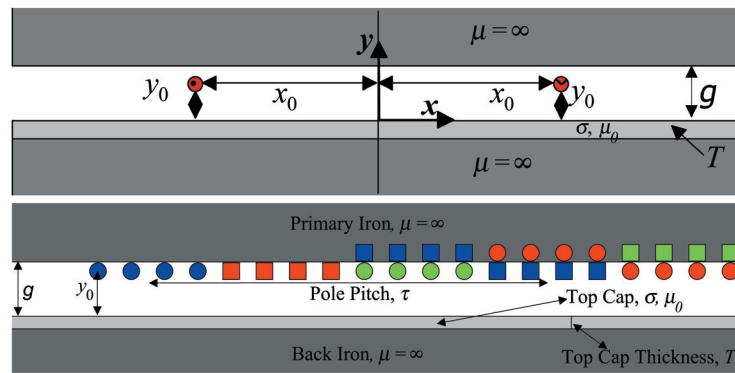 y
μ = ∞
y₀
x₀
x₀
y₀
g
x
σ, μ₀
T
μ = ∞
Primary Iron, μ = ∞
g
y₀
Pole Pitch, τ
Top Cap, σ, μ₀
Back Iron, μ = ∞
Top Cap Thickness, T